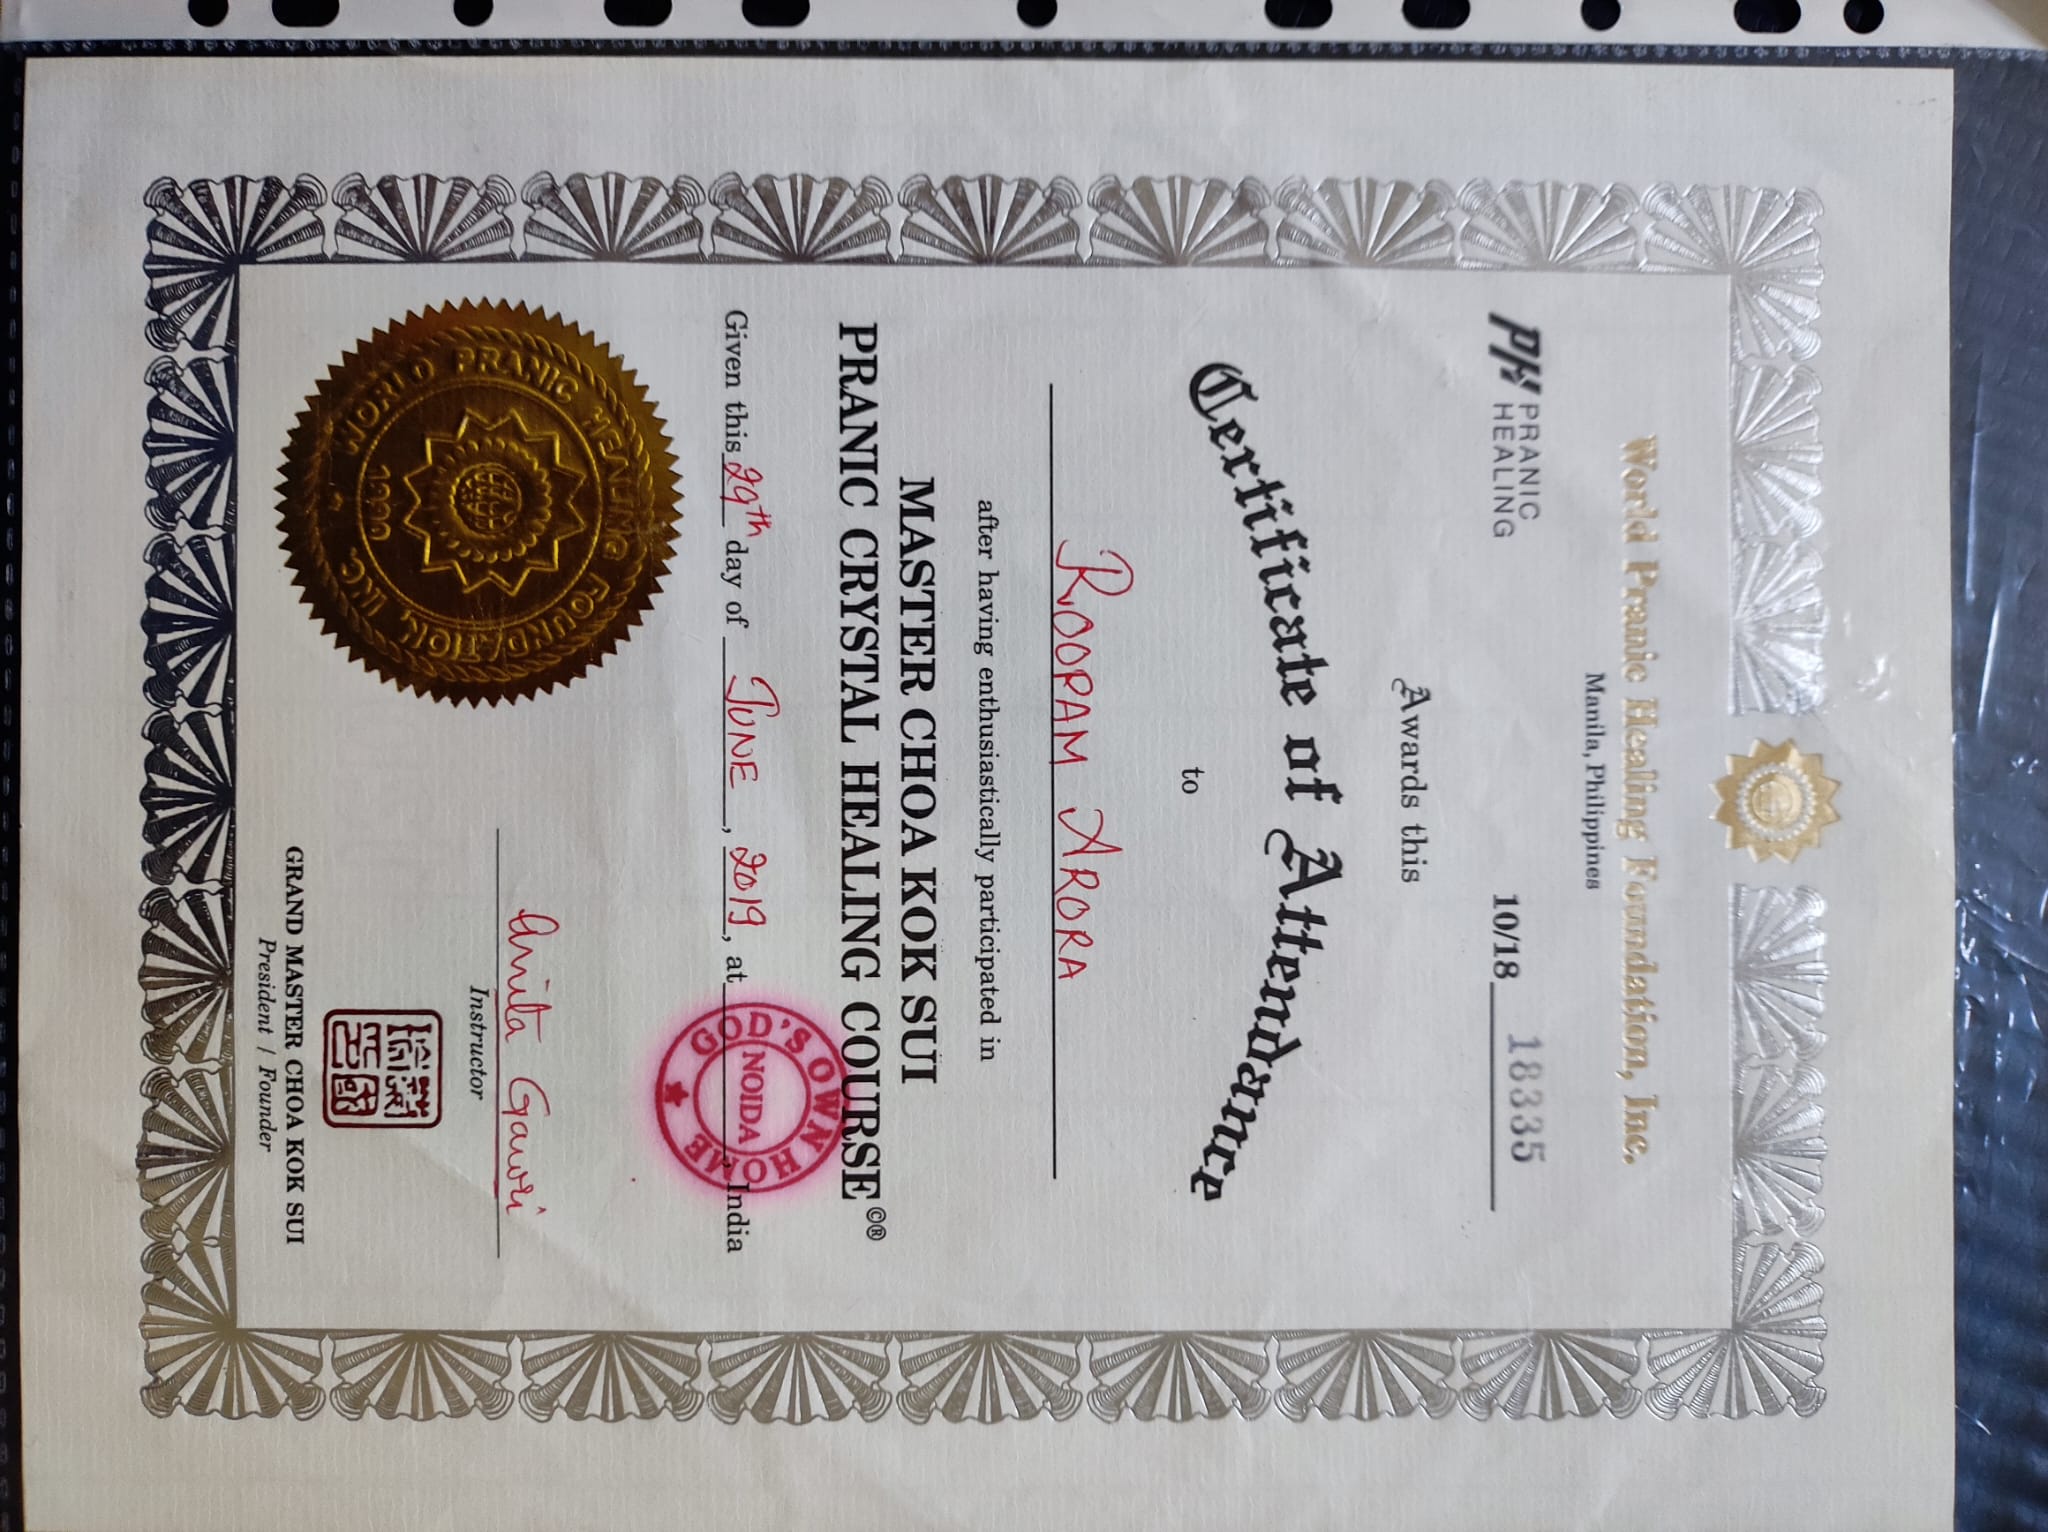 World Pranic Healing Foundation, Inc.
Manila, Philippines
PH PRANIC
HEALING
10/18 18335
Awards this
Certificate of Attendance
to
ROOPAM ARORA
after having enthusiastically participated in
MASTER CHOA KOK SUI
PRANIC CRYSTAL HEALING COURSE©®
Given this 29th day of JUNE, 2019, at , India
GOD'S OWN HOME
NOIDA
WORLD PRANIC HEALING FOUNDATION, INC.
1990
Anita Gawri
Instructor
GRAND MASTER CHOA KOK SUI
President / Founder